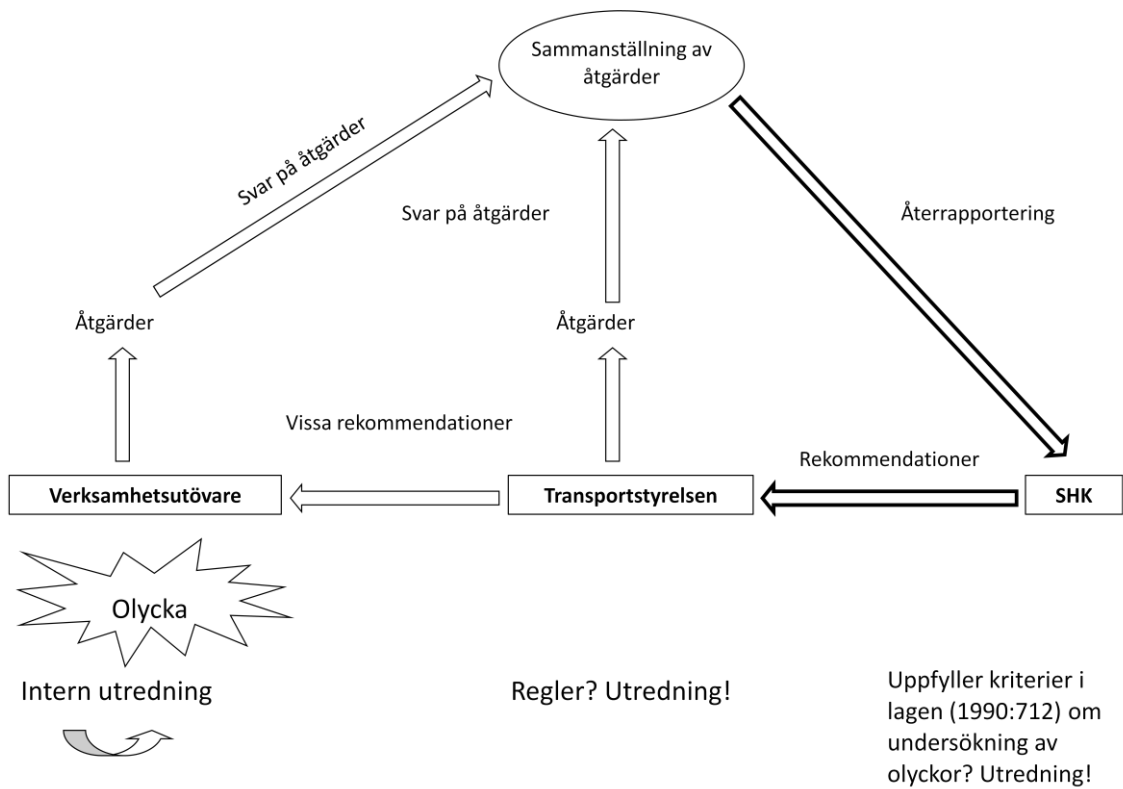 Sammanställning av
åtgärder
Svar på åtgärder
Svar på åtgärder
Återrapportering
Åtgärder
Åtgärder
Vissa rekommendationer
Rekommendationer
Verksamhetsutövare
Transportstyrelsen
SHK
Olycka
Intern utredning
Regler? Utredning!
Uppfyller kriterier i
lagen (1990:712) om
undersökning av
olyckor? Utredning!